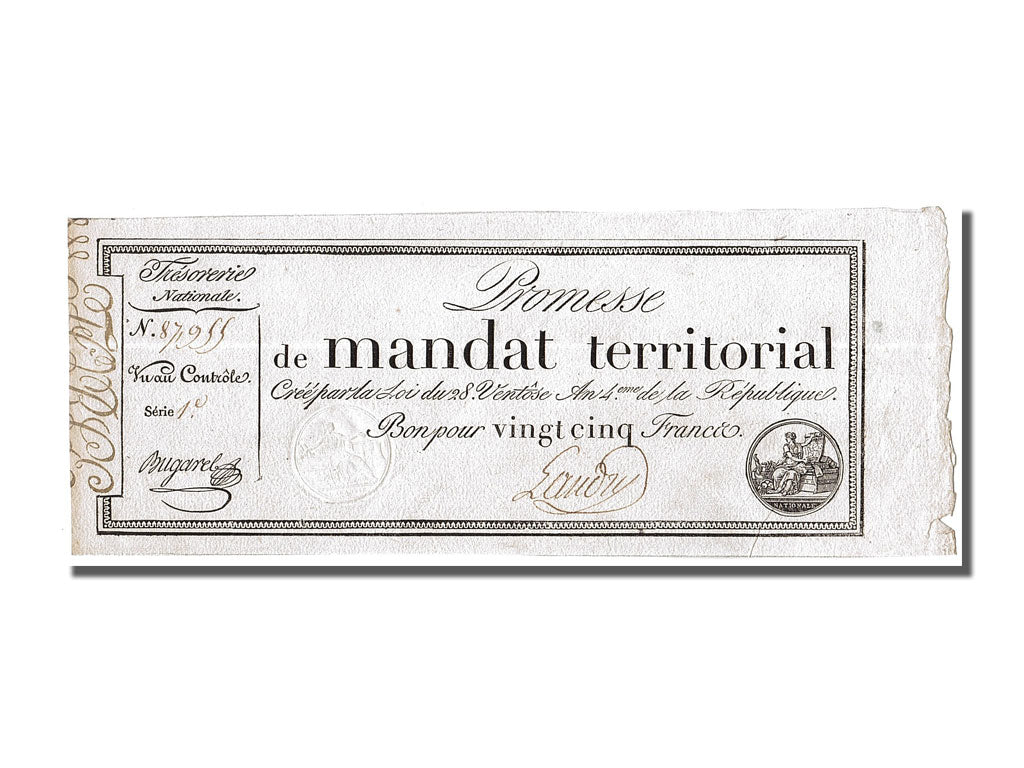 Trésorerie
Nationale.
N. 87955
Vu au Contrôle.
Série 1e
Bugarel
Promesse
de mandat territorial
Créé par la Loi du 28. Ventôse An 4.eme de la République.
Bon pour vingt cinq Francs.
NATIONALE